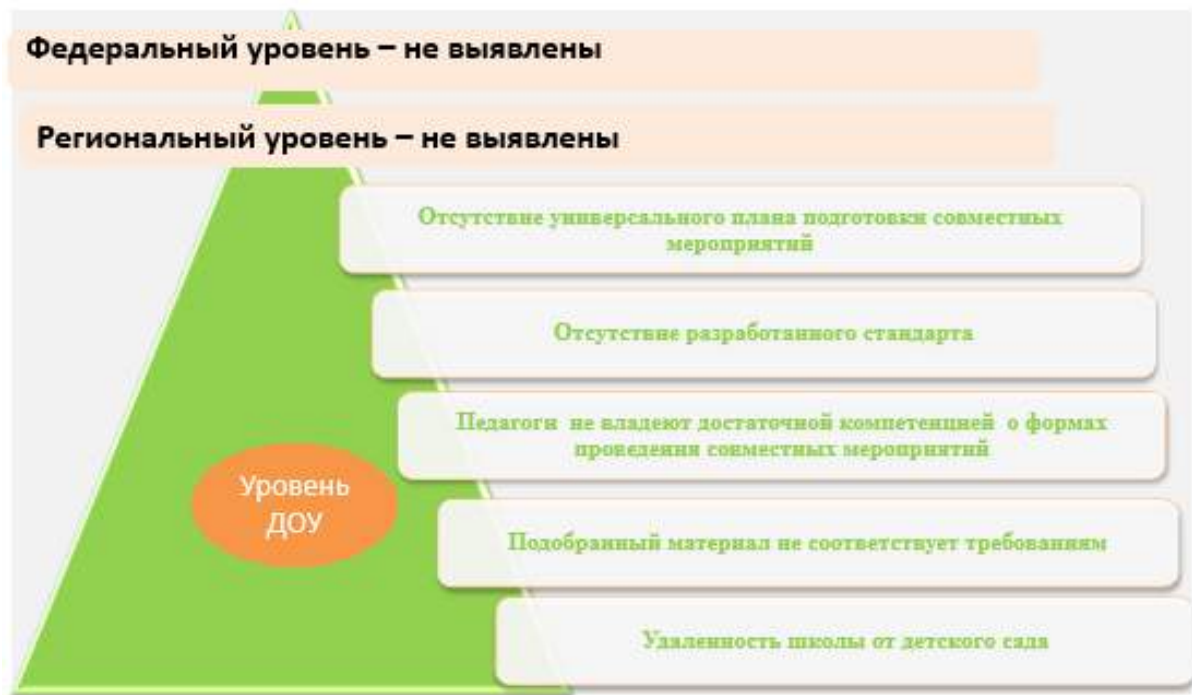 Федеральный уровень – не выявлены
Региональный уровень – не выявлены
Отсутствие универсального плана подготовки совместных
мероприятий
Отсутствие разработанного стандарта
Педагоги не владеют достаточной компетенцией о формах
проведения совместных мероприятий
Уровень
ДОУ
Подобранный материал не соответствует требованиям
Удаленность школы от детского сада